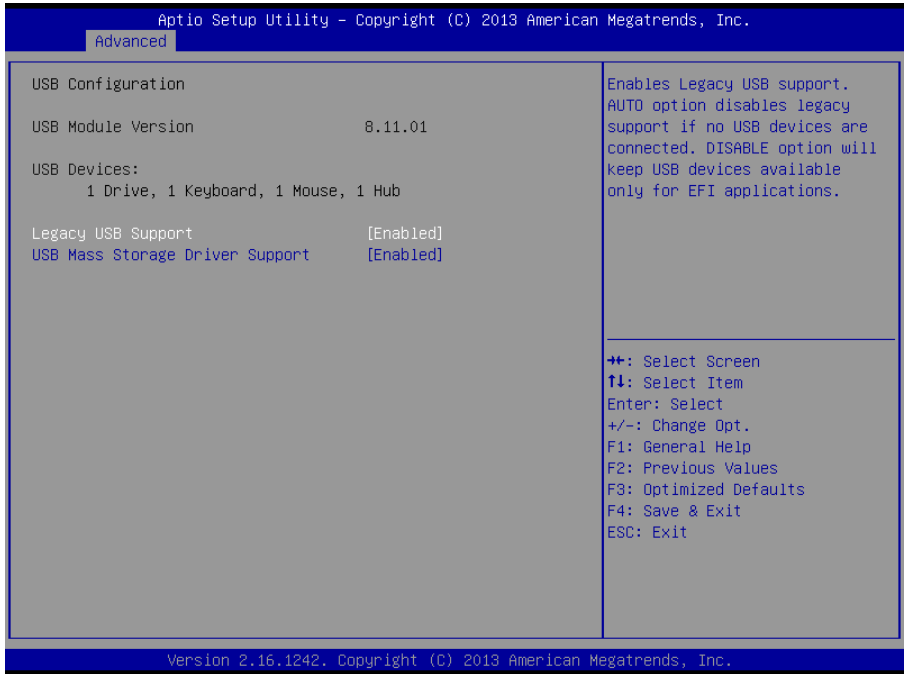 Aptio Setup Utility – Copyright (C) 2013 American Megatrends, Inc.
Advanced
USB Configuration
USB Module Version 8.11.01
USB Devices:
1 Drive, 1 Keyboard, 1 Mouse, 1 Hub
Legacy USB Support [Enabled]
USB Mass Storage Driver Support [Enabled]
Enables Legacy USB support.
AUTO option disables legacy
support if no USB devices are
connected. DISABLE option will
keep USB devices available
only for EFI applications.
→←: Select Screen
↑↓: Select Item
Enter: Select
+/-: Change Opt.
F1: General Help
F2: Previous Values
F3: Optimized Defaults
F4: Save & Exit
ESC: Exit
Version 2.16.1242. Copyright (C) 2013 American Megatrends, Inc.